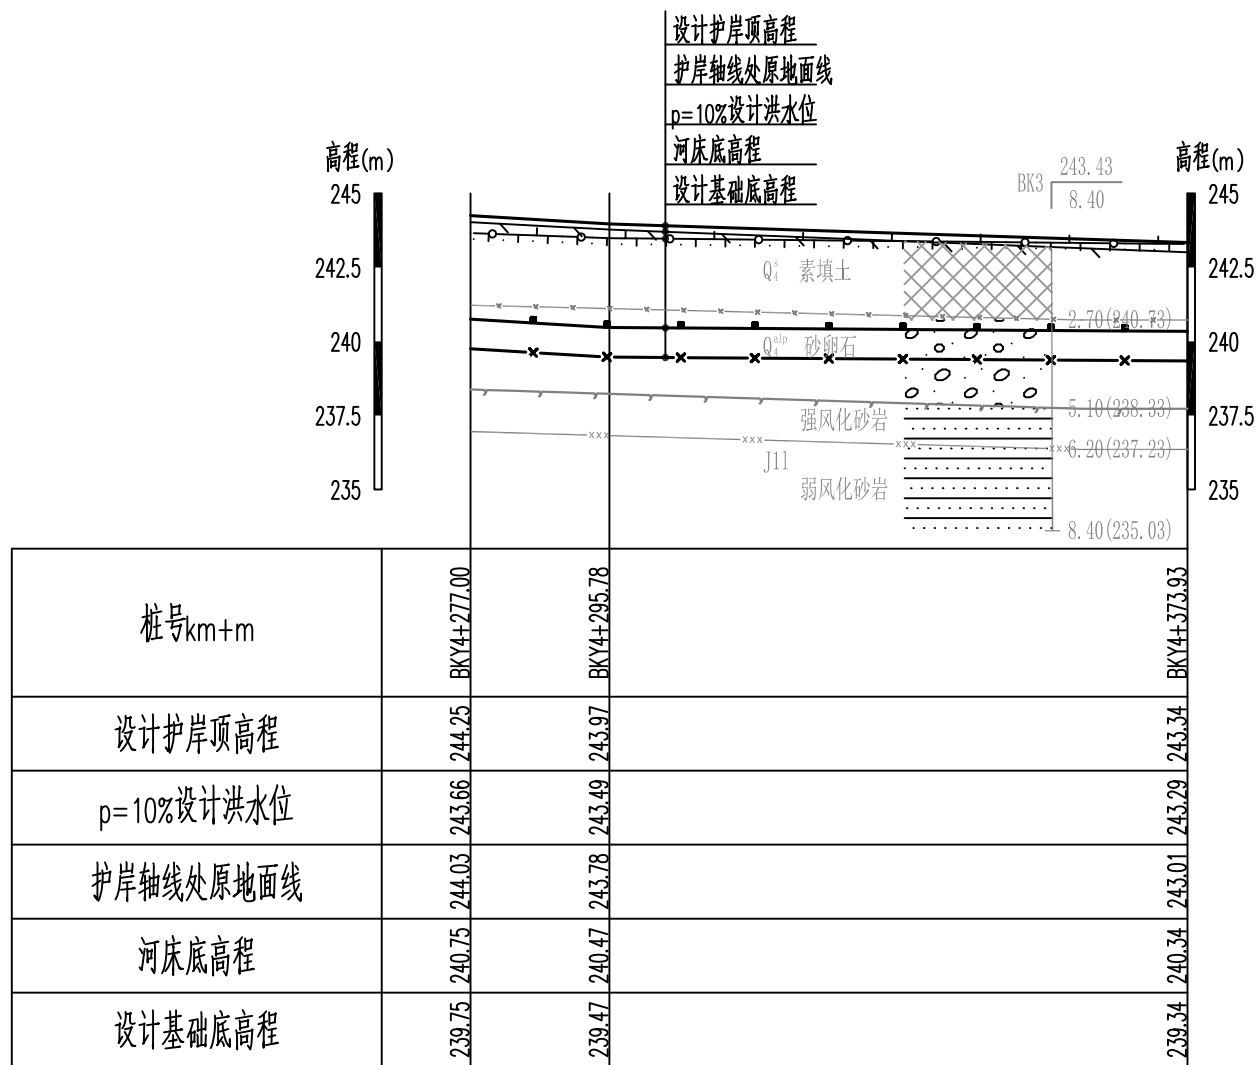 设计护岸顶高程
护岸轴线处原地面线
p=10%设计洪水位
河床底高程
设计基础底高程
高程(m)
245
242.5
240
237.5
235
高程(m)
245
242.5
240
237.5
235
BK3
243.43
8.40
Q₄ˢ 素填土
2.70(240.73)
Q₄ᵃˡᵖ 砂卵石
5.10(238.33)
强风化砂岩
6.20(237.23)
J11
弱风化砂岩
8.40(235.03)
桩号km+m BKY4+277.00 BKY4+295.78 BKY4+373.93
设计护岸顶高程 244.25 243.97 243.34
p=10%设计洪水位 243.66 243.49 243.29
护岸轴线处原地面线 244.03 243.78 243.01
河床底高程 240.75 240.47 240.34
设计基础底高程 239.75 239.47 239.34